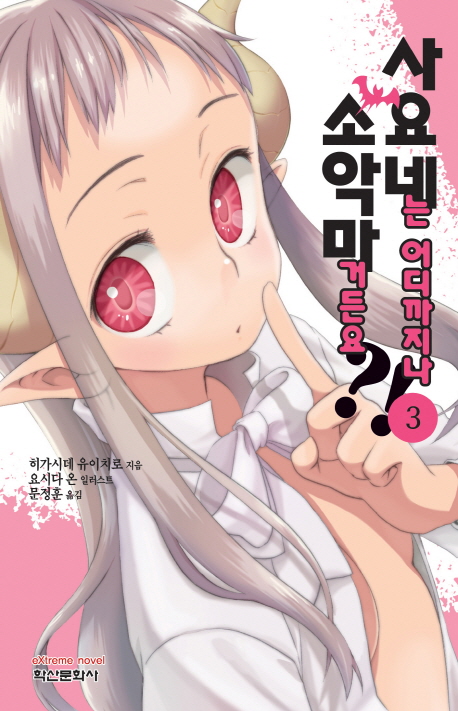 사요네는 어디까지나
소악마거든요?!
3
히가시데 유이치로 지음
요시다 온 일러스트
문정훈 옮김
eXtreme novel
학산문화사